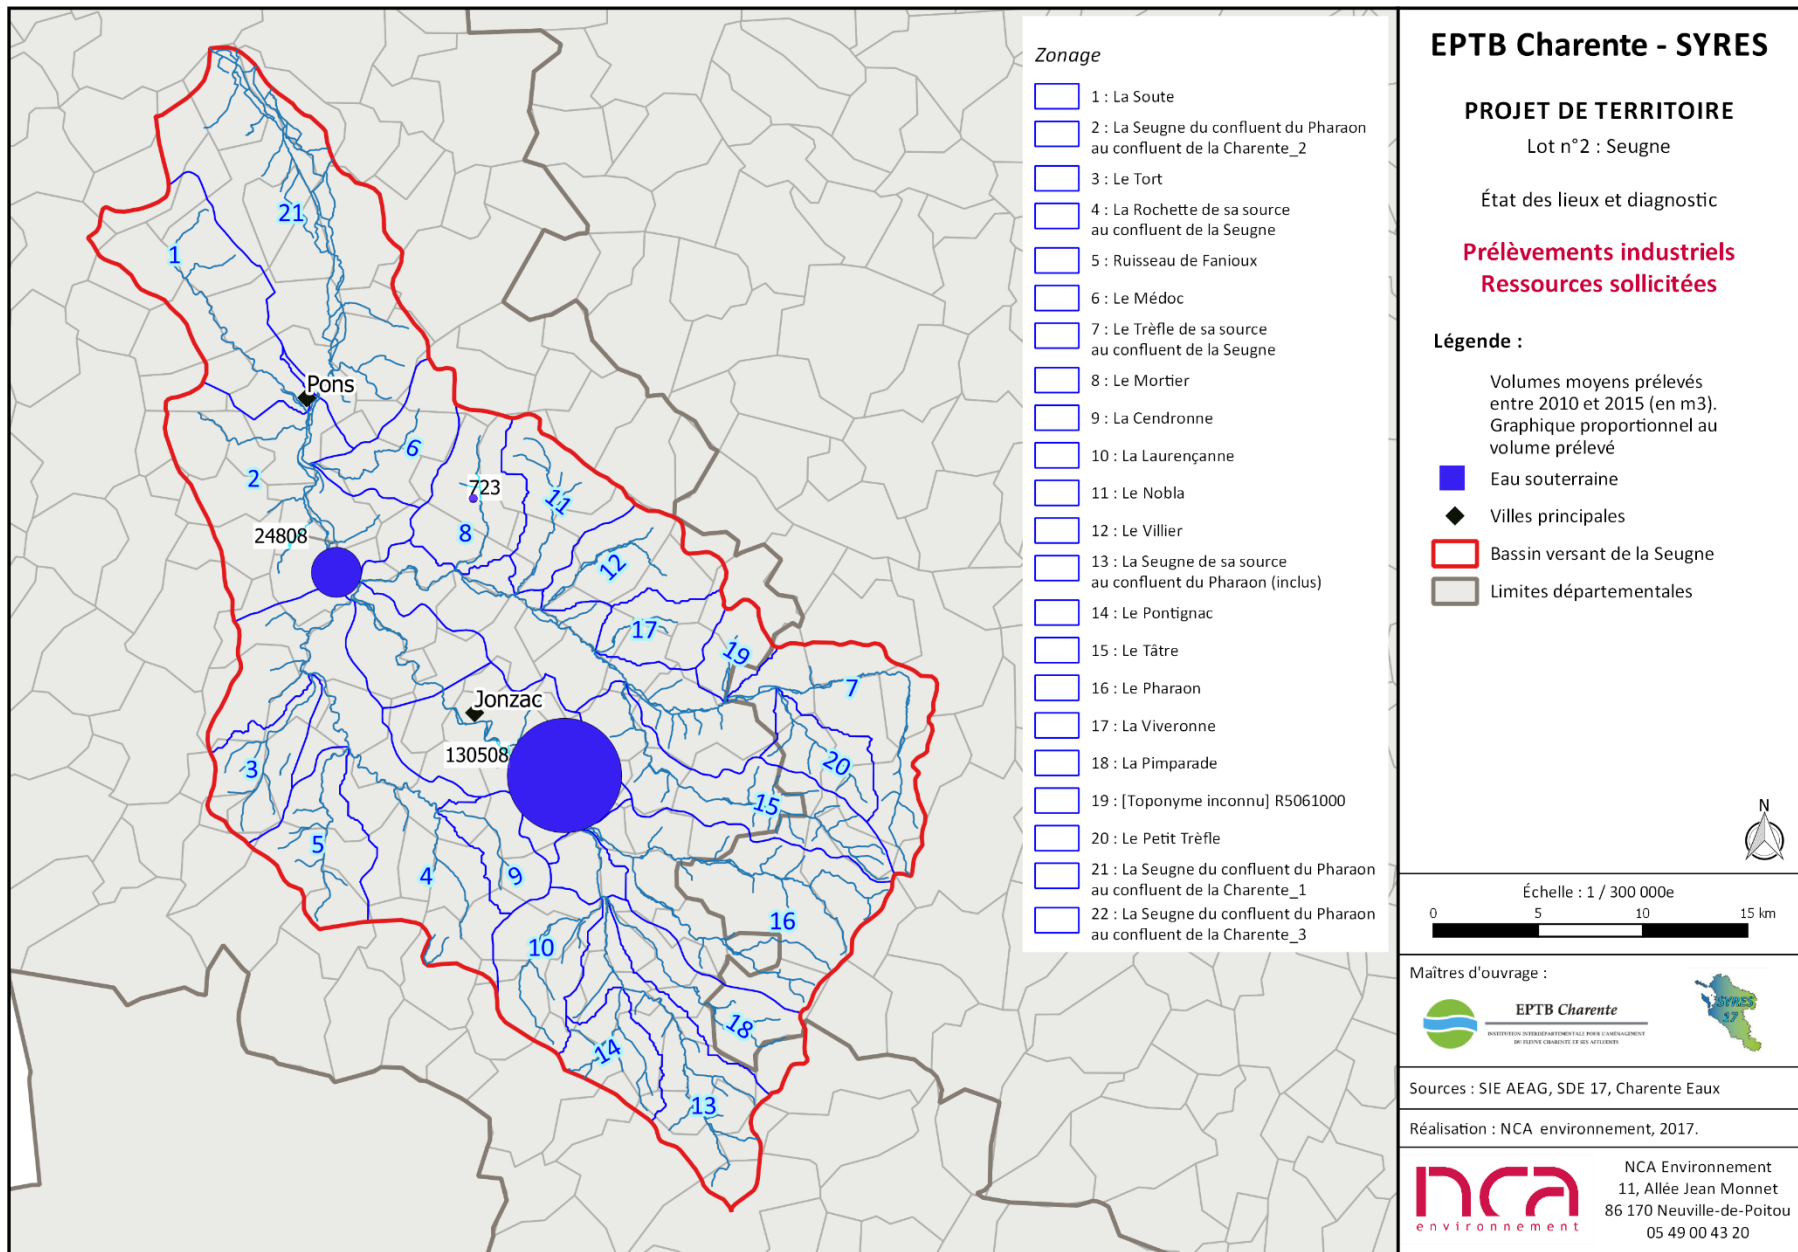 21
1
Pons
6
2
723
11
24808
8
12
17
19
7
Jonzac
130508
20
3
15
5
4
9
16
10
18
14
13
Zonage
1 : La Soute
2 : La Seugne du confluent du Pharaon
au confluent de la Charente_2
3 : Le Tort
4 : La Rochette de sa source
au confluent de la Seugne
5 : Ruisseau de Fanioux
6 : Le Médoc
7 : Le Trèfle de sa source
au confluent de la Seugne
8 : Le Mortier
9 : La Cendronne
10 : La Laurençanne
11 : Le Nobla
12 : Le Villier
13 : La Seugne de sa source
au confluent du Pharaon (inclus)
14 : Le Pontignac
15 : Le Tâtre
16 : Le Pharaon
17 : La Viveronne
18 : La Pimparade
19 : [Toponyme inconnu] R5061000
20 : Le Petit Trèfle
21 : La Seugne du confluent du Pharaon
au confluent de la Charente_1
22 : La Seugne du confluent du Pharaon
au confluent de la Charente_3
EPTB Charente - SYRES
PROJET DE TERRITOIRE
Lot n°2 : Seugne
État des lieux et diagnostic
Prélèvements industriels
Ressources sollicitées
Légende :
Volumes moyens prélevés
entre 2010 et 2015 (en m3).
Graphique proportionnel au
volume prélevé
Eau souterraine
Villes principales
Bassin versant de la Seugne
Limites départementales
N
Échelle : 1 / 300 000e
0 5 10 15 km
Maîtres d'ouvrage :
EPTB Charente
INSTITUTION INTERDÉPARTEMENTALE POUR L'AMÉNAGEMENT
DU FLEUVE CHARENTE ET SES AFFLUENTS
SYRES
17
Sources : SIE AEAG, SDE 17, Charente Eaux
Réalisation : NCA environnement, 2017.
nca
environnement
NCA Environnement
11, Allée Jean Monnet
86 170 Neuville-de-Poitou
05 49 00 43 20